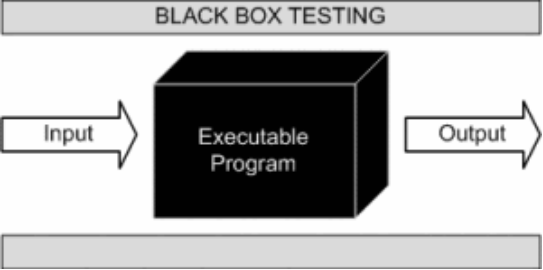 BLACK BOX TESTING
Input
Executable
Program
Output